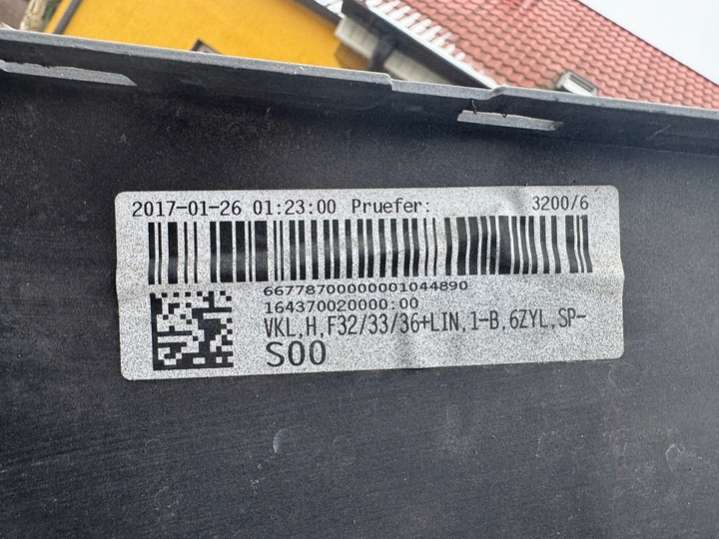 2017-01-26 01:23:00 Pruefer: 3200/6
66778700000001044890
164370020000:00
VKL,H,F32/33/36+LIN,1-B,6ZYL,SP-
S00